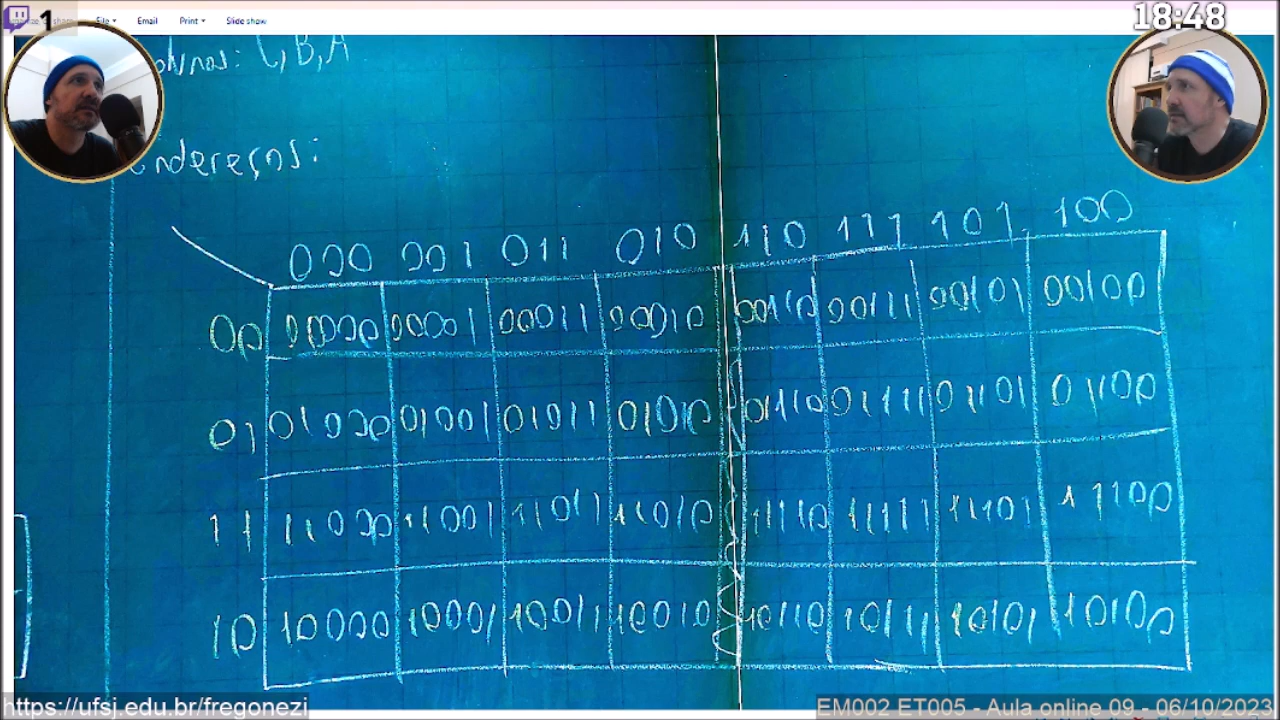 1 File Email Print Slide show 18:48
C, B, A
Endereços:
000 001 011 010 110 111 101 100
00 00000 00001 00011 00010 00110 00111 00101 00100
01 01000 01001 01011 01010 01110 01111 01101 01100
11 11000 11001 11011 11010 11110 11111 11101 11100
10 10000 10001 10011 10010 10110 10111 10101 10100
https://ufsj.edu.br/fregonezi EM002 ET005 - Aula online 09 - 06/10/2023